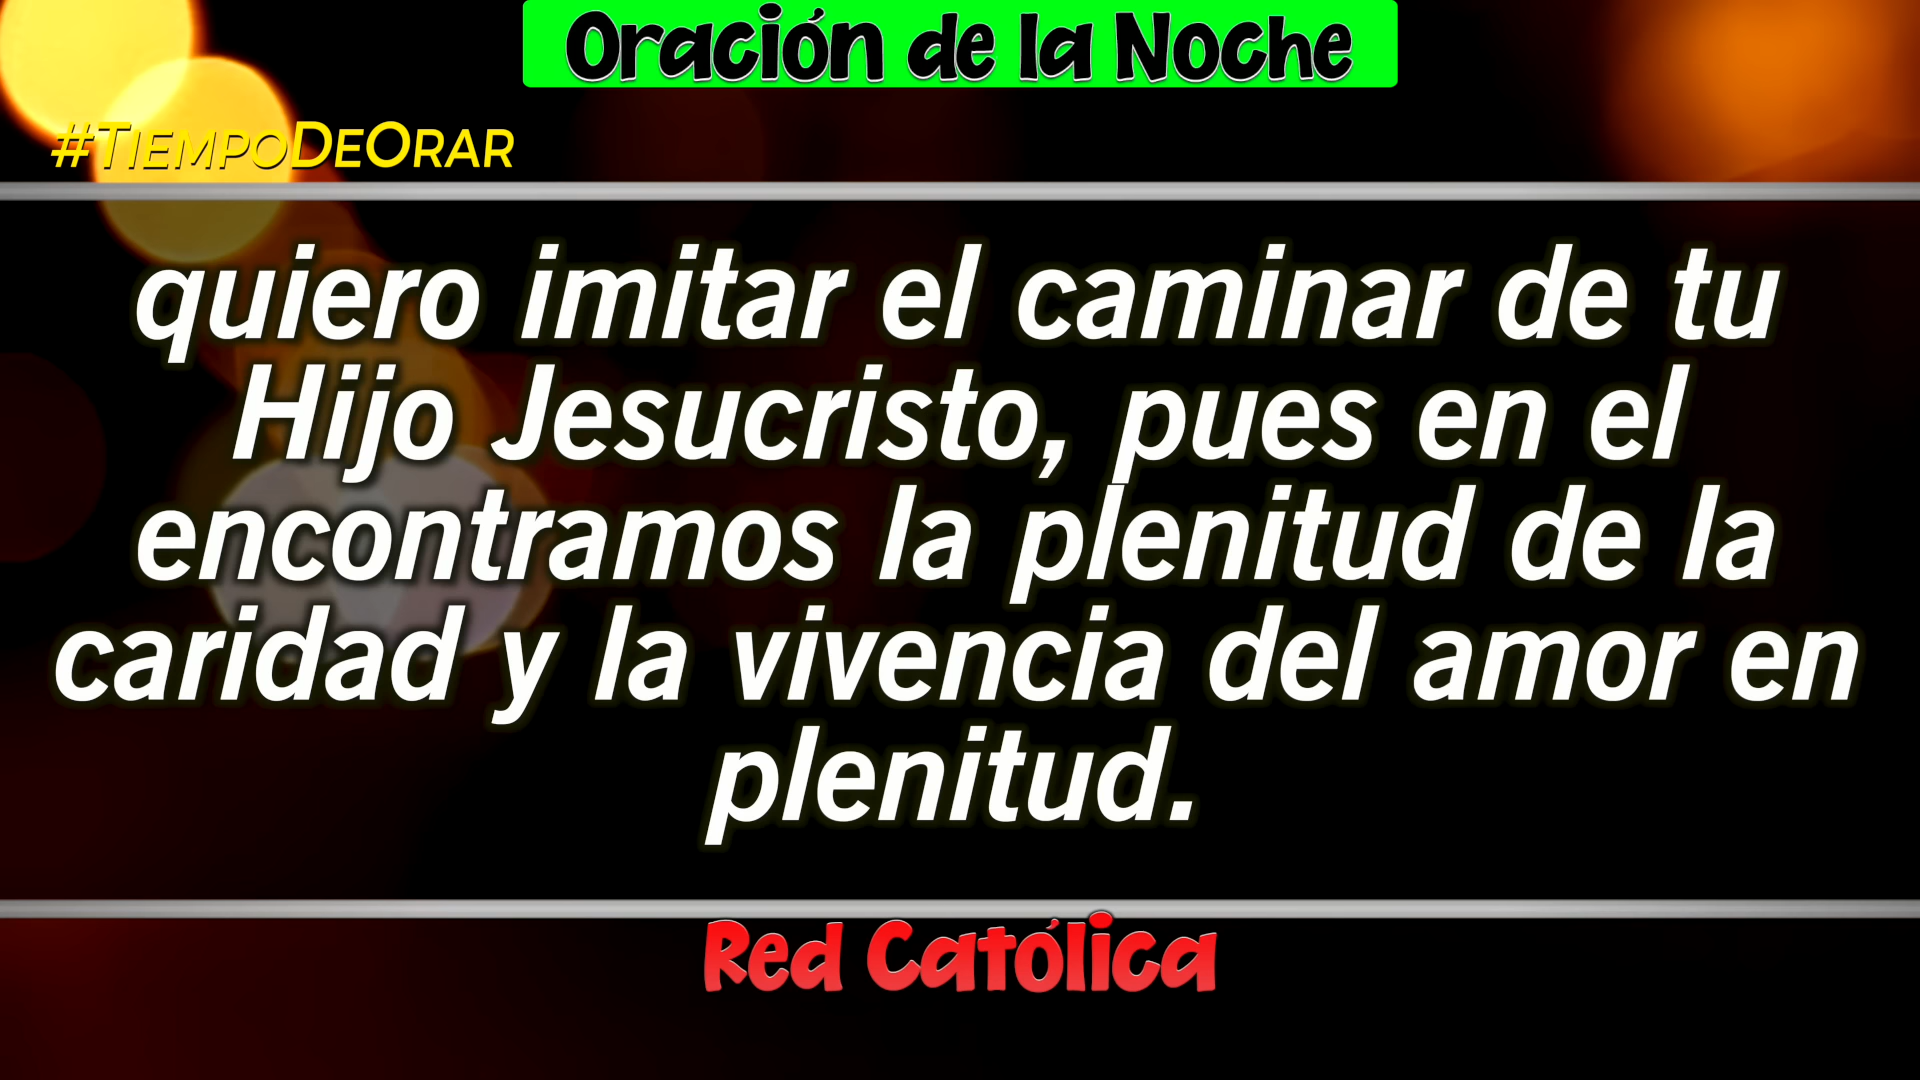 Oración de la Noche
#TiempoDeOrar
quiero imitar el caminar de tu
Hijo Jesucristo, pues en el
encontramos la plenitud de la
caridad y la vivencia del amor en
plenitud.
Red Católica